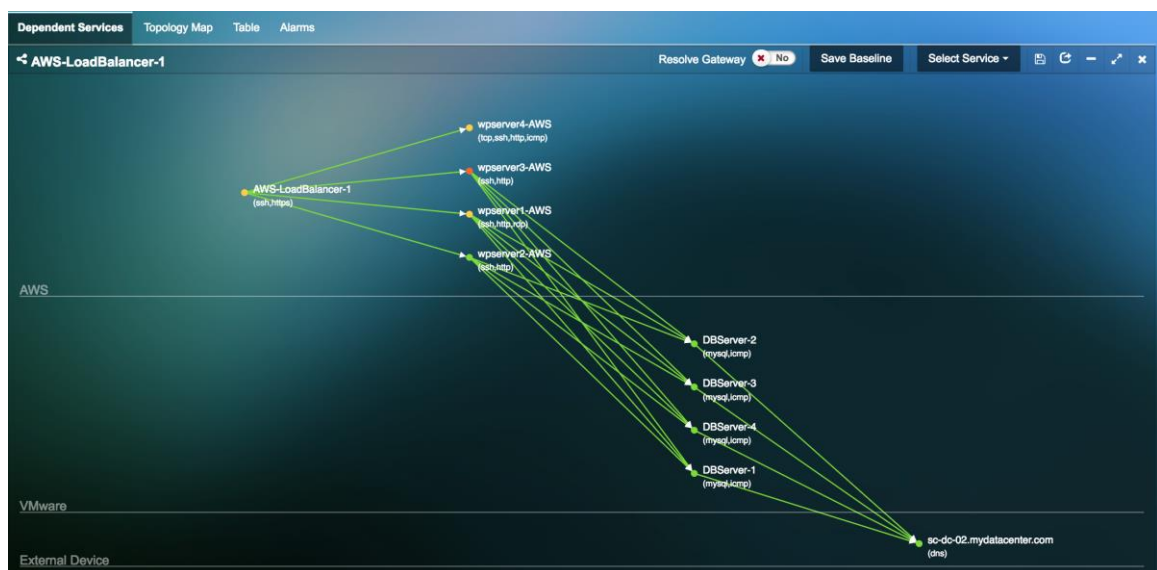 Dependent Services Topology Map Table Alarms
AWS-LoadBalancer-1 Resolve Gateway No Save Baseline Select Service
wpserver4-AWS
(tcp,ssh,http,icmp)
wpserver3-AWS
(ssh,http)
AWS-LoadBalancer-1
(ssh,https)
wpserver1-AWS
(ssh,http,rdp)
wpserver2-AWS
(ssh,http)
AWS
DBServer-2
(mysql,icmp)
DBServer-3
(mysql,icmp)
DBServer-4
(mysql,icmp)
DBServer-1
(mysql,icmp)
VMware
sc-dc-02.mydatacenter.com
(dns)
External Device